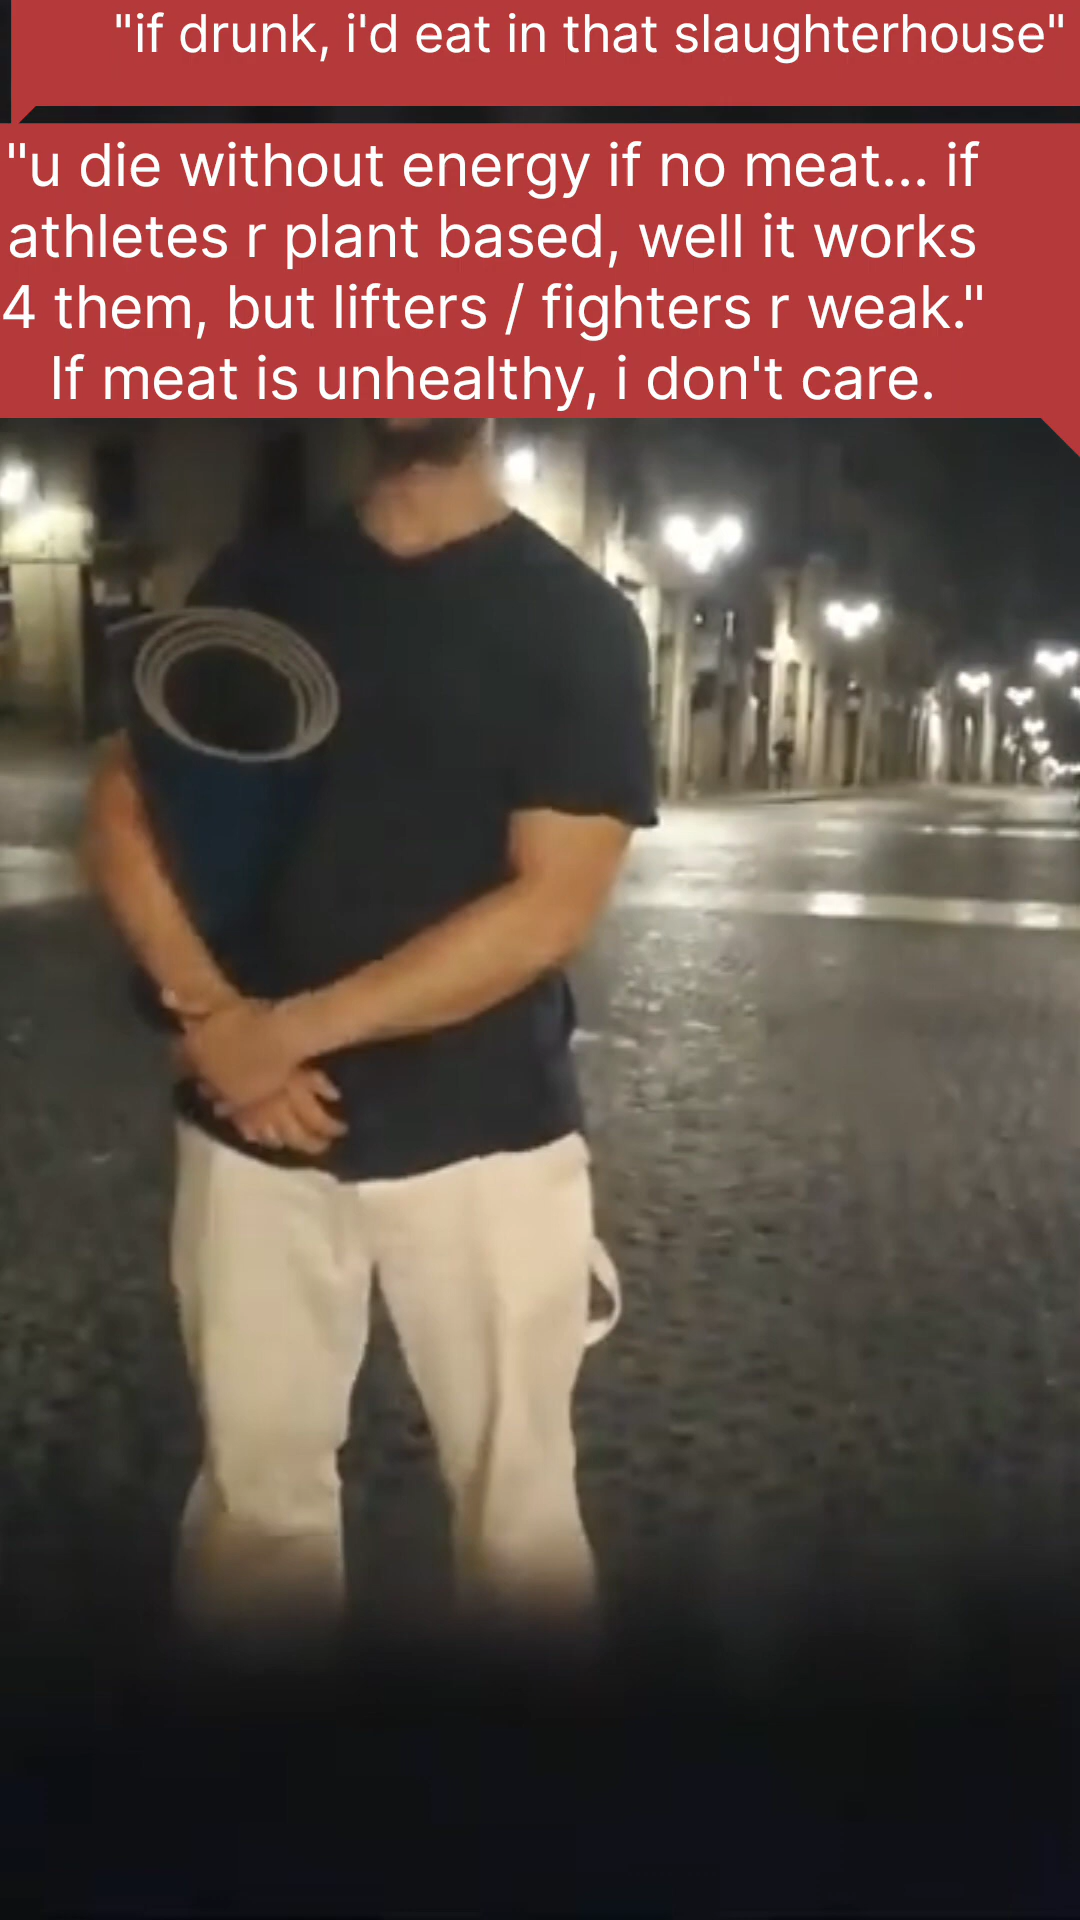 "if drunk, i'd eat in that slaughterhouse"
"u die without energy if no meat... if
athletes r plant based, well it works
4 them, but lifters / fighters r weak."
If meat is unhealthy, i don't care.